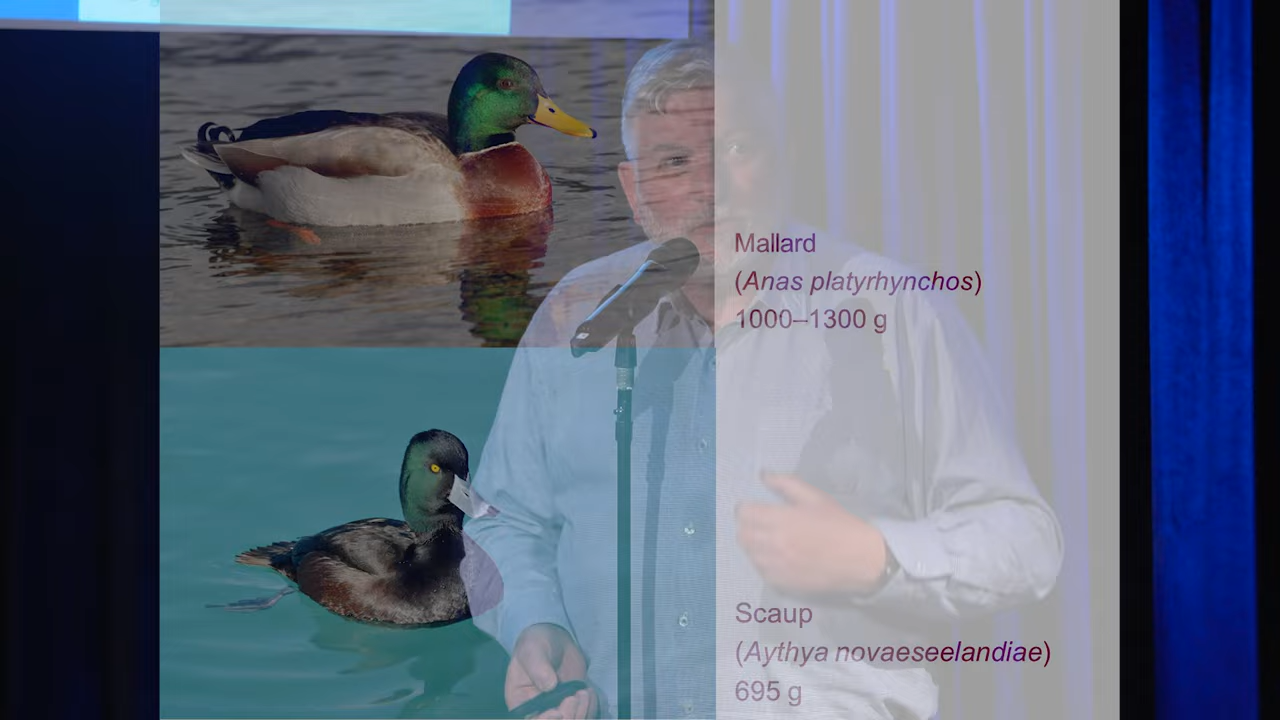 Mallard
(Anas platyrhynchos)
1000–1300 g
Scaup
(Aythya novaeseelandiae)
695 g